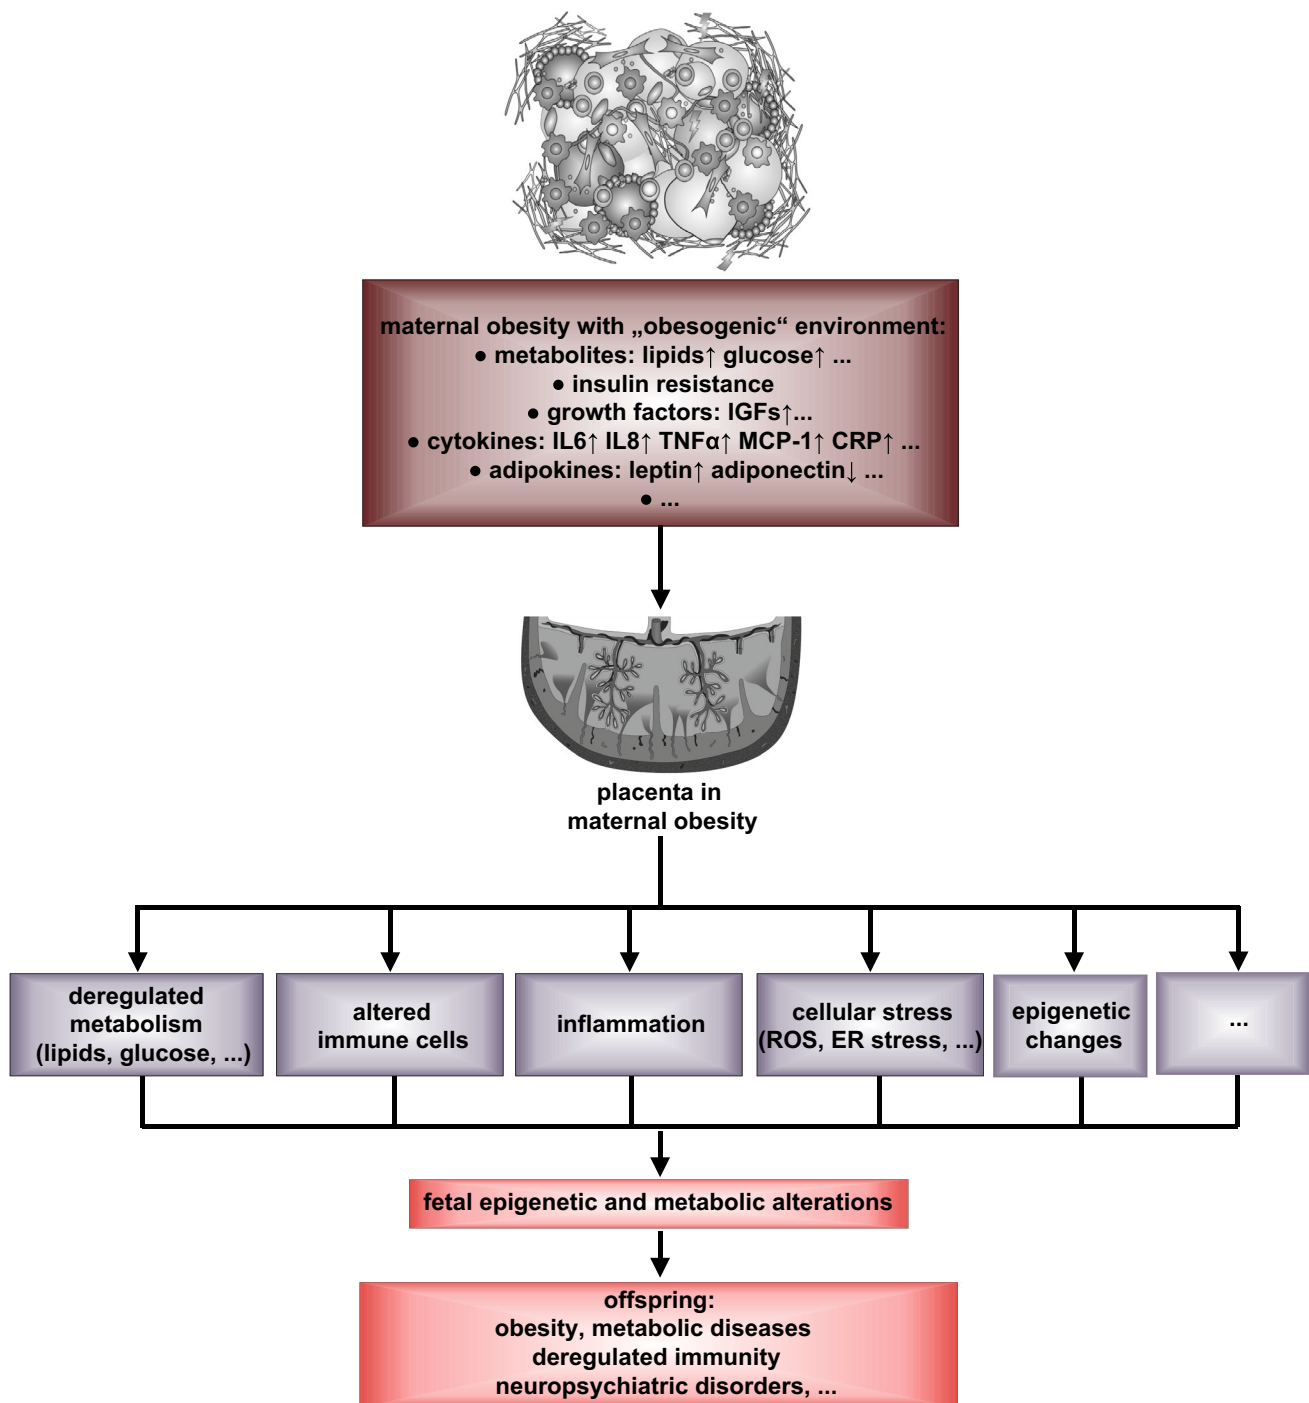 maternal obesity with „obesogenic“ environment:
● metabolites: lipids↑ glucose↑ ...
● insulin resistance
● growth factors: IGFs↑...
● cytokines: IL6↑ IL8↑ TNFα↑ MCP-1↑ CRP↑ ...
● adipokines: leptin↑ adiponectin↓ ...
● ...
placenta in
maternal obesity
deregulated
metabolism
(lipids, glucose, ...)
altered
immune cells
inflammation
cellular stress
(ROS, ER stress, ...)
epigenetic
changes
...
fetal epigenetic and metabolic alterations
offspring:
obesity, metabolic diseases
deregulated immunity
neuropsychiatric disorders, ...